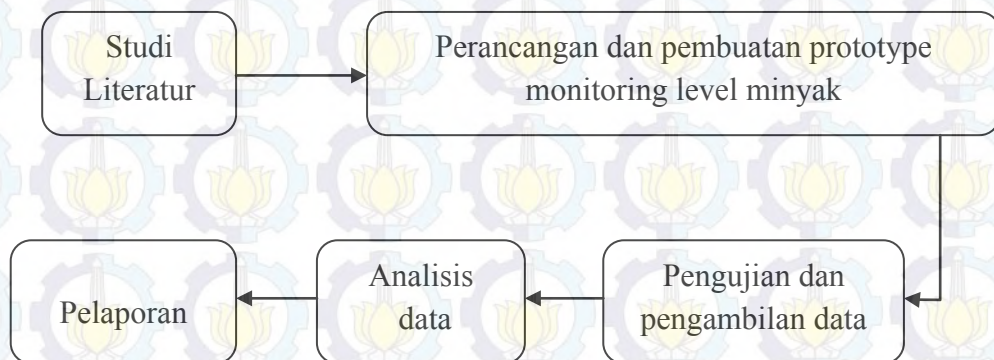 Studi
Literatur
Perancangan dan pembuatan prototype
monitoring level minyak
Pengujian dan
pengambilan data
Analisis
data
Pelaporan